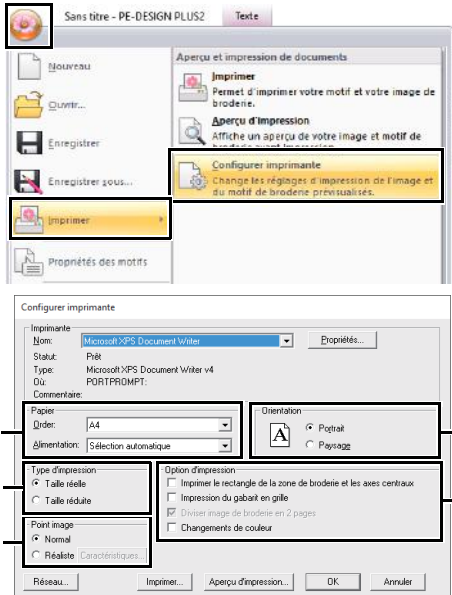 Sans titre - PE-DESIGN PLUS2 Texte
Nouveau
Ouvrir...
Enregistrer
Enregistrer sous...
Imprimer
Propriétés des motifs
Aperçu et impression de documents
Imprimer
Permet d'imprimer votre motif et votre image de
broderie.
Aperçu d'impression
Affiche un aperçu de votre image et motif de
broderie avant impression.
Configurer imprimante
Change les réglages d'impression de l'image et
du motif de broderie prévisualisés.
Configurer imprimante
Imprimante
Nom: Microsoft XPS Document Writer Propriétés...
Statut: Prêt
Type: Microsoft XPS Document Writer v4
Où: PORTPROMPT:
Commentaire:
Papier
Order: A4
Alimentation: Sélection automatique
Orientation
Portrait
Paysage
Type d'impression
Taille réelle
Taille réduite
Option d'impression
Imprimer le rectangle de la zone de broderie et les axes centraux
Impression du gabarit en grille
Diviser image de broderie en 2 pages
Changements de couleur
Point image
Normal
Réaliste Caractéristiques...
Réseau... Imprimer... Aperçu d'impression... OK Annuler